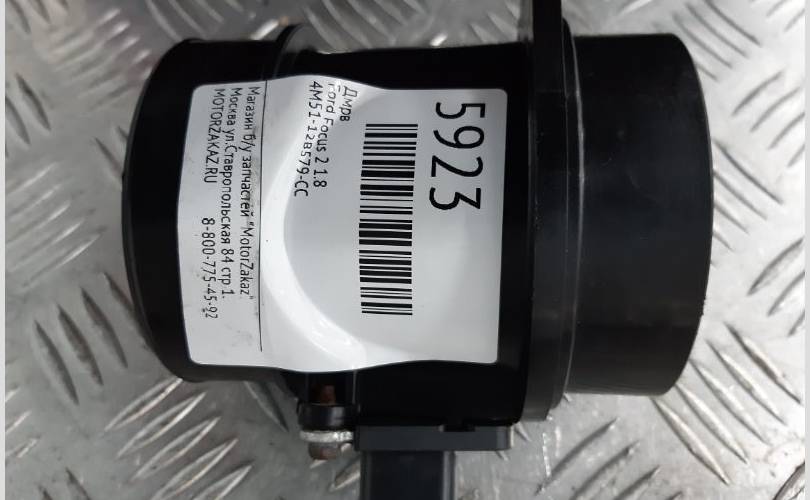 5923
Дмрв
Ford Focus 2 1.8
4M51-12B579-CC
Магазин б/у запчастей "MotorZakaz"
Москва ул.Ставропольская 84 стр 1.
MOTORZAKAZ.RU
8-800-775-45-92